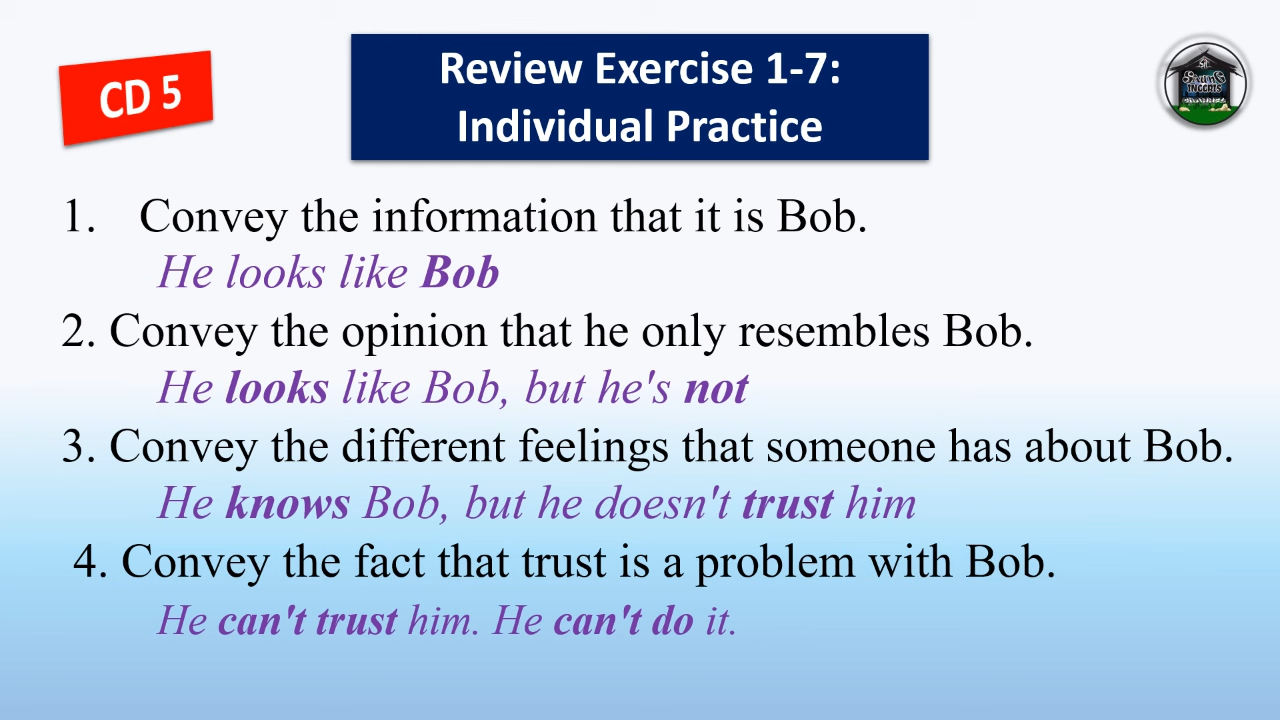 CD 5
Review Exercise 1-7:
Individual Practice
1. Convey the information that it is Bob.
He looks like Bob
2. Convey the opinion that he only resembles Bob.
He looks like Bob, but he's not
3. Convey the different feelings that someone has about Bob.
He knows Bob, but he doesn't trust him
4. Convey the fact that trust is a problem with Bob.
He can't trust him. He can't do it.